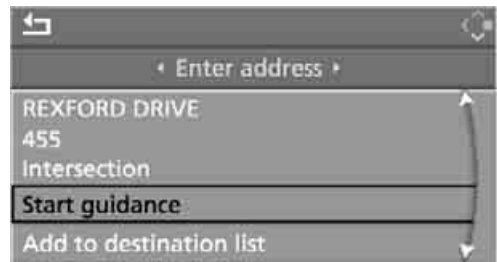 Enter address
REXFORD DRIVE
455
Intersection
Start guidance
Add to destination list